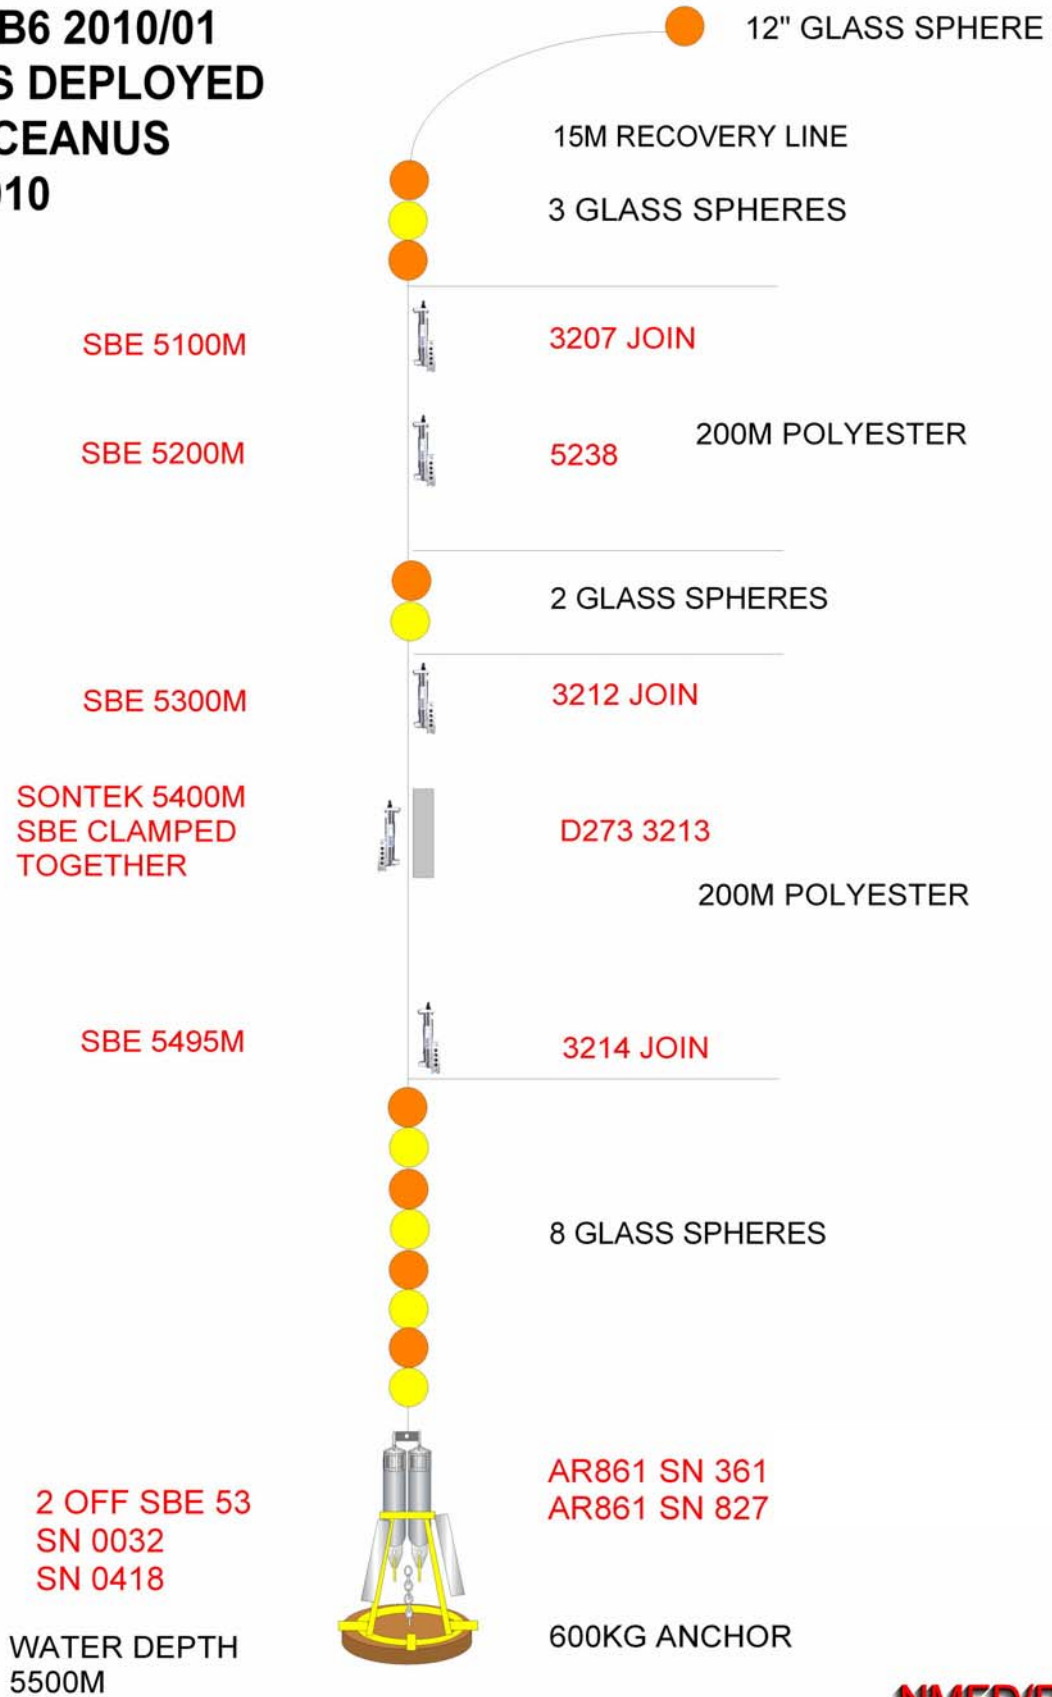 B6 2010/01
S DEPLOYED
CEANUS
010
12" GLASS SPHERE
15M RECOVERY LINE
3 GLASS SPHERES
SBE 5100M
3207 JOIN
200M POLYESTER
SBE 5200M
5238
2 GLASS SPHERES
SBE 5300M
3212 JOIN
SONTEK 5400M
SBE CLAMPED
TOGETHER
D273 3213
200M POLYESTER
SBE 5495M
3214 JOIN
8 GLASS SPHERES
AR861 SN 361
AR861 SN 827
2 OFF SBE 53
SN 0032
SN 0418
600KG ANCHOR
WATER DEPTH
5500M